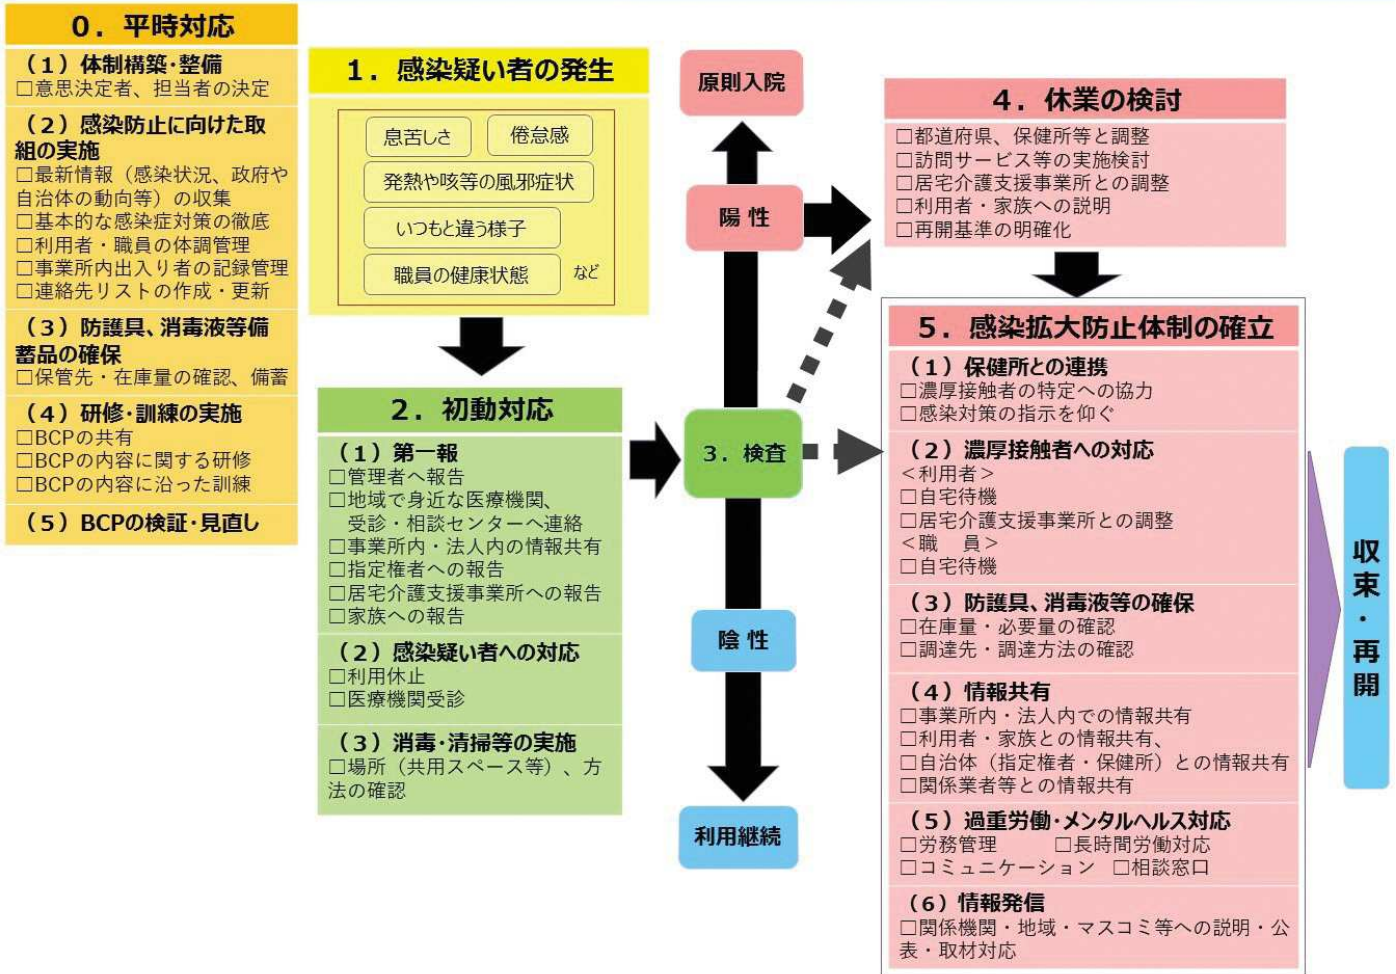 ０．平時対応
（１）体制構築・整備
□意思決定者、担当者の決定
（２）感染防止に向けた取
組の実施
□最新情報（感染状況、政府や
自治体の動向等）の収集
□基本的な感染症対策の徹底
□利用者・職員の体調管理
□事業所内出入り者の記録管理
□連絡先リストの作成・更新
（３）防護具、消毒液等備
蓄品の確保
□保管先・在庫量の確認、備蓄
（４）研修・訓練の実施
□BCPの共有
□BCPの内容に関する研修
□BCPの内容に沿った訓練
（５）BCPの検証・見直し
１．感染疑い者の発生
息苦しさ
倦怠感
発熱や咳等の風邪症状
いつもと違う様子
職員の健康状態
など
２．初動対応
（１）第一報
□管理者へ報告
□地域で身近な医療機関、
受診・相談センターへ連絡
□事業所内・法人内の情報共有
□指定権者への報告
□居宅介護支援事業所への報告
□家族への報告
（２）感染疑い者への対応
□利用休止
□医療機関受診
（３）消毒・清掃等の実施
□場所（共用スペース等）、方
法の確認
原則入院
陽性
３．検査
陰性
利用継続
４．休業の検討
□都道府県、保健所等と調整
□訪問サービス等の実施検討
□居宅介護支援事業所との調整
□利用者・家族への説明
□再開基準の明確化
５．感染拡大防止体制の確立
（１）保健所との連携
□濃厚接触者の特定への協力
□感染対策の指示を仰ぐ
（２）濃厚接触者への対応
＜利用者＞
□自宅待機
□居宅介護支援事業所との調整
＜職　員＞
□自宅待機
（３）防護具、消毒液等の確保
□在庫量・必要量の確認
□調達先・調達方法の確認
（４）情報共有
□事業所内・法人内での情報共有
□利用者・家族との情報共有、
□自治体（指定権者・保健所）との情報共有
□関係業者等との情報共有
（５）過重労働・メンタルヘルス対応
□労務管理　□長時間労働対応
□コミュニケーション　□相談窓口
（６）情報発信
□関係機関・地域・マスコミ等への説明・公
表・取材対応
収束・再開